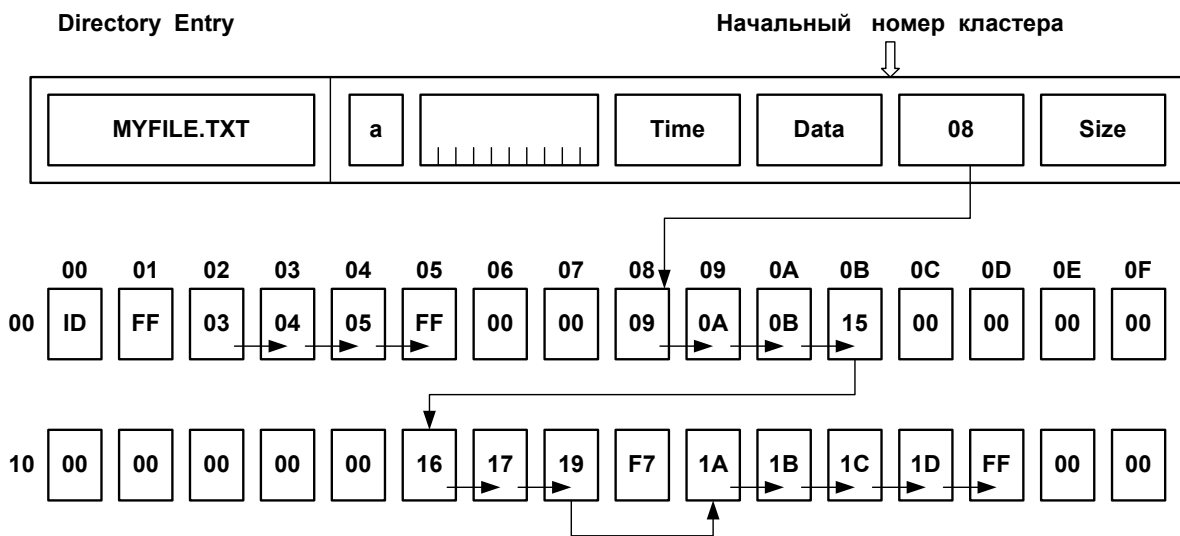 Directory Entry Начальный номер кластера
MYFILE.TXT a Time Data 08 Size
00 01 02 03 04 05 06 07 08 09 0A 0B 0C 0D 0E 0F
00 ID FF 03 04 05 FF 00 00 09 0A 0B 15 00 00 00 00
10 00 00 00 00 00 16 17 19 F7 1A 1B 1C 1D FF 00 00